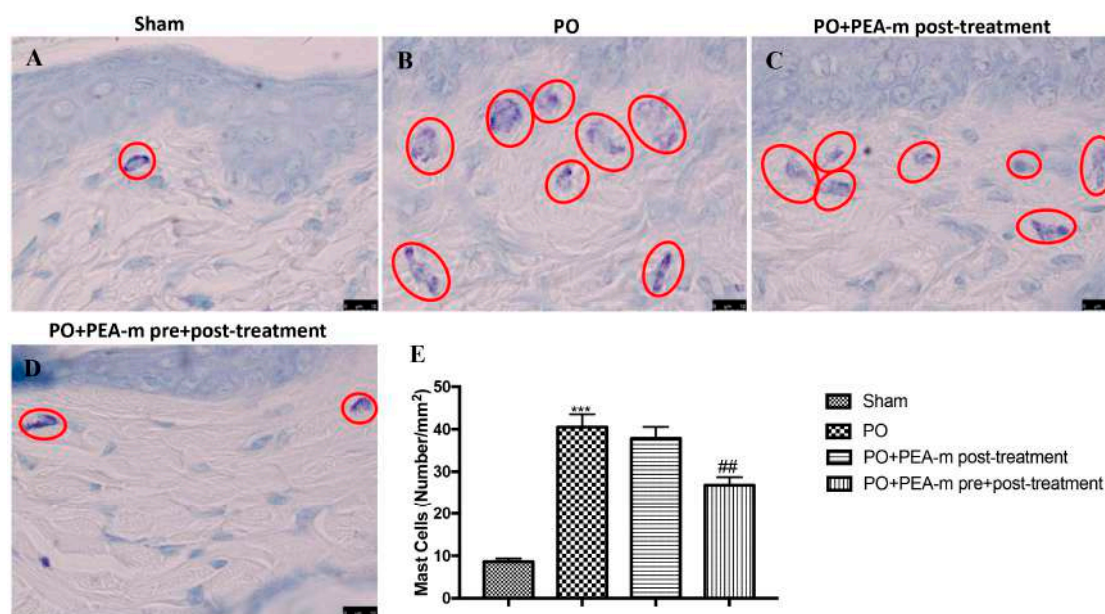 Sham
PO
PO+PEA-m post-treatment
A
B
C
PO+PEA-m pre+post-treatment
D
E
Mast Cells (Number/mm²)
50
40
30
20
10
0
***
##
Sham
PO
PO+PEA-m post-treatment
PO+PEA-m pre+post-treatment